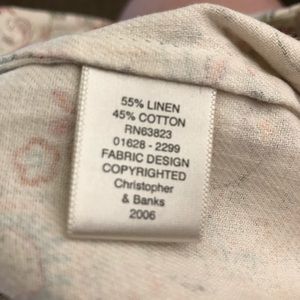 55% LINEN
45% COTTON
RN63823
01628 - 2299
FABRIC DESIGN
COPYRIGHTED
Christopher
& Banks
2006